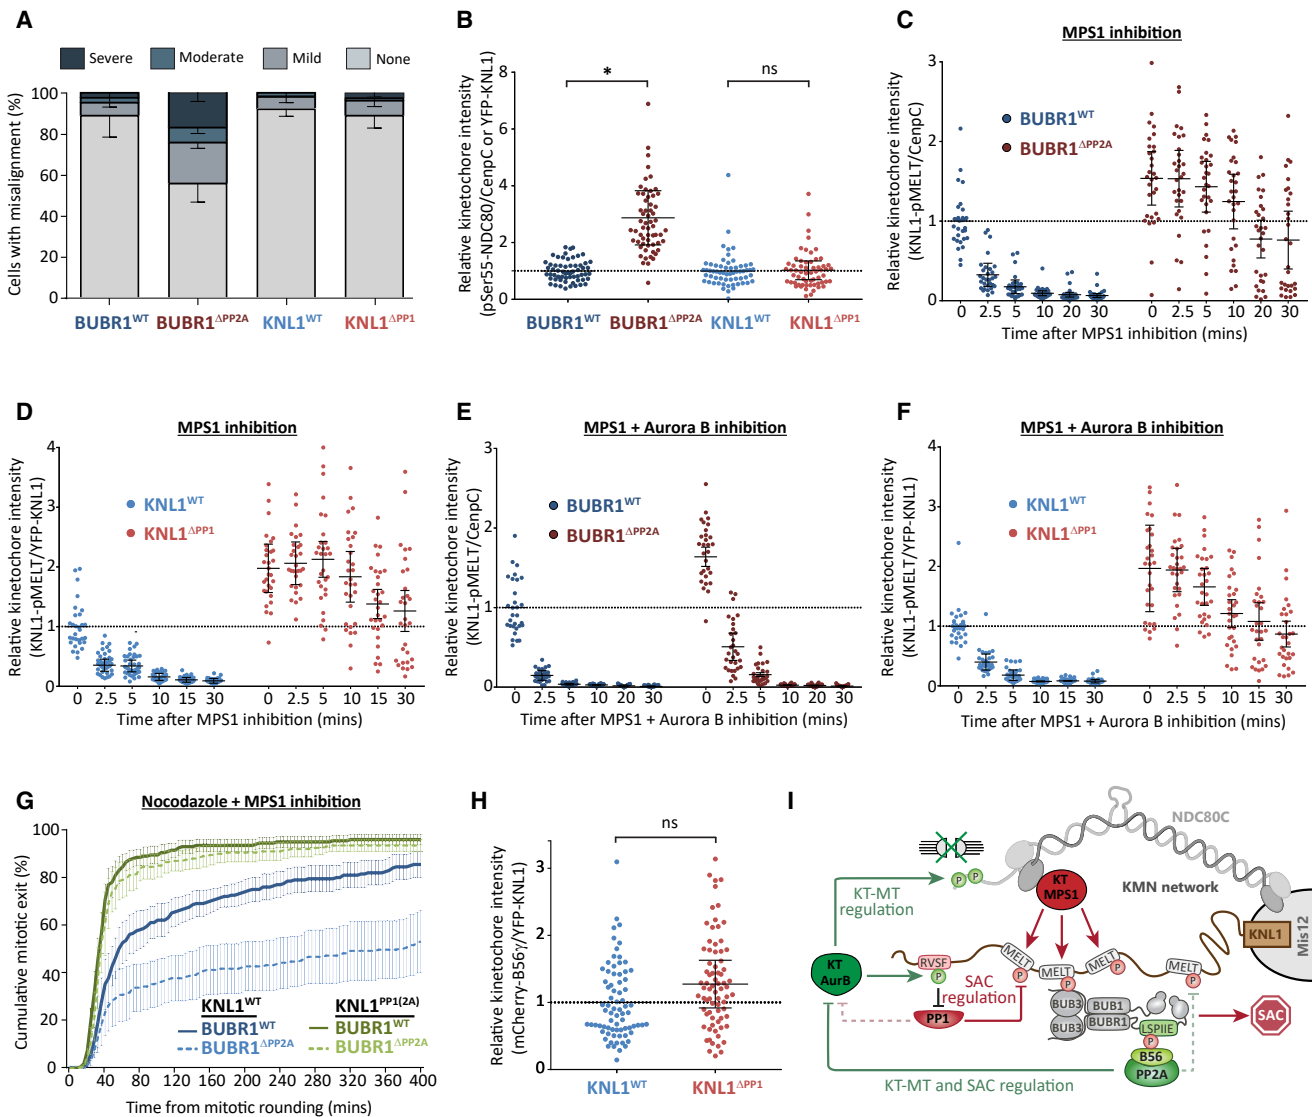 A
Severe
Moderate
Mild
None
Cells with misalignment (%)
100
80
60
40
20
0
BUBR1WT
BUBR1ΔPP2A
KNL1WT
KNL1ΔPP1
B
Relative kinetochore intensity
(pSer55-NDC80/CenpC or YFP-KNL1)
8
6
4
2
1
0
*
ns
BUBR1WT
BUBR1ΔPP2A
KNL1WT
KNL1ΔPP1
C
MPS1 inhibition
Relative kinetochore intensity
(KNL1-pMELT/CenpC)
3
2
1
0
BUBR1WT
BUBR1ΔPP2A
0 2.5 5 10 20 30 0 2.5 5 10 20 30
Time after MPS1 inhibition (mins)
D
MPS1 inhibition
Relative kinetochore intensity
(KNL1-pMELT/YFP-KNL1)
4
3
2
1
0
KNL1WT
KNL1ΔPP1
0 2.5 5 10 15 30 0 2.5 5 10 15 30
Time after MPS1 inhibition (mins)
E
MPS1 + Aurora B inhibition
Relative kinetochore intensity
(KNL1-pMELT/CenpC)
3
2
1
0
BUBR1WT
BUBR1ΔPP2A
0 2.5 5 10 20 30 0 2.5 5 10 20 30
Time after MPS1 + Aurora B inhibition (mins)
F
MPS1 + Aurora B inhibition
Relative kinetochore intensity
(KNL1-pMELT/YFP-KNL1)
4
3
2
1
0
KNL1WT
KNL1ΔPP1
0 2.5 5 10 15 30 0 2.5 5 10 15 30
Time after MPS1 + Aurora B inhibition (mins)
G
Nocodazole + MPS1 inhibition
Cumulative mitotic exit (%)
100
80
60
40
20
0
KNL1WT
BUBR1WT
BUBR1ΔPP2A
KNL1PP1(2A)
BUBR1WT
BUBR1ΔPP2A
0 40 80 120 160 200 240 280 320 360 400
Time from mitotic rounding (mins)
H
Relative kinetochore intensity
(mCherry-B56γ/YFP-KNL1)
3
2
1
0
ns
KNL1WT
KNL1ΔPP1
I
NDC80C
KMN network
KT-MT
regulation
P P
KT
MPS1
KNL1
Mis12
KT
AurB
RVSF
P
MELT
P
MELT
P
MELT
P
MELT
P
SAC
regulation
PP1
BUB3
BUB3
BUB1
BUBR1
LSPIIE
P
B56
PP2A
SAC
KT-MT and SAC regulation